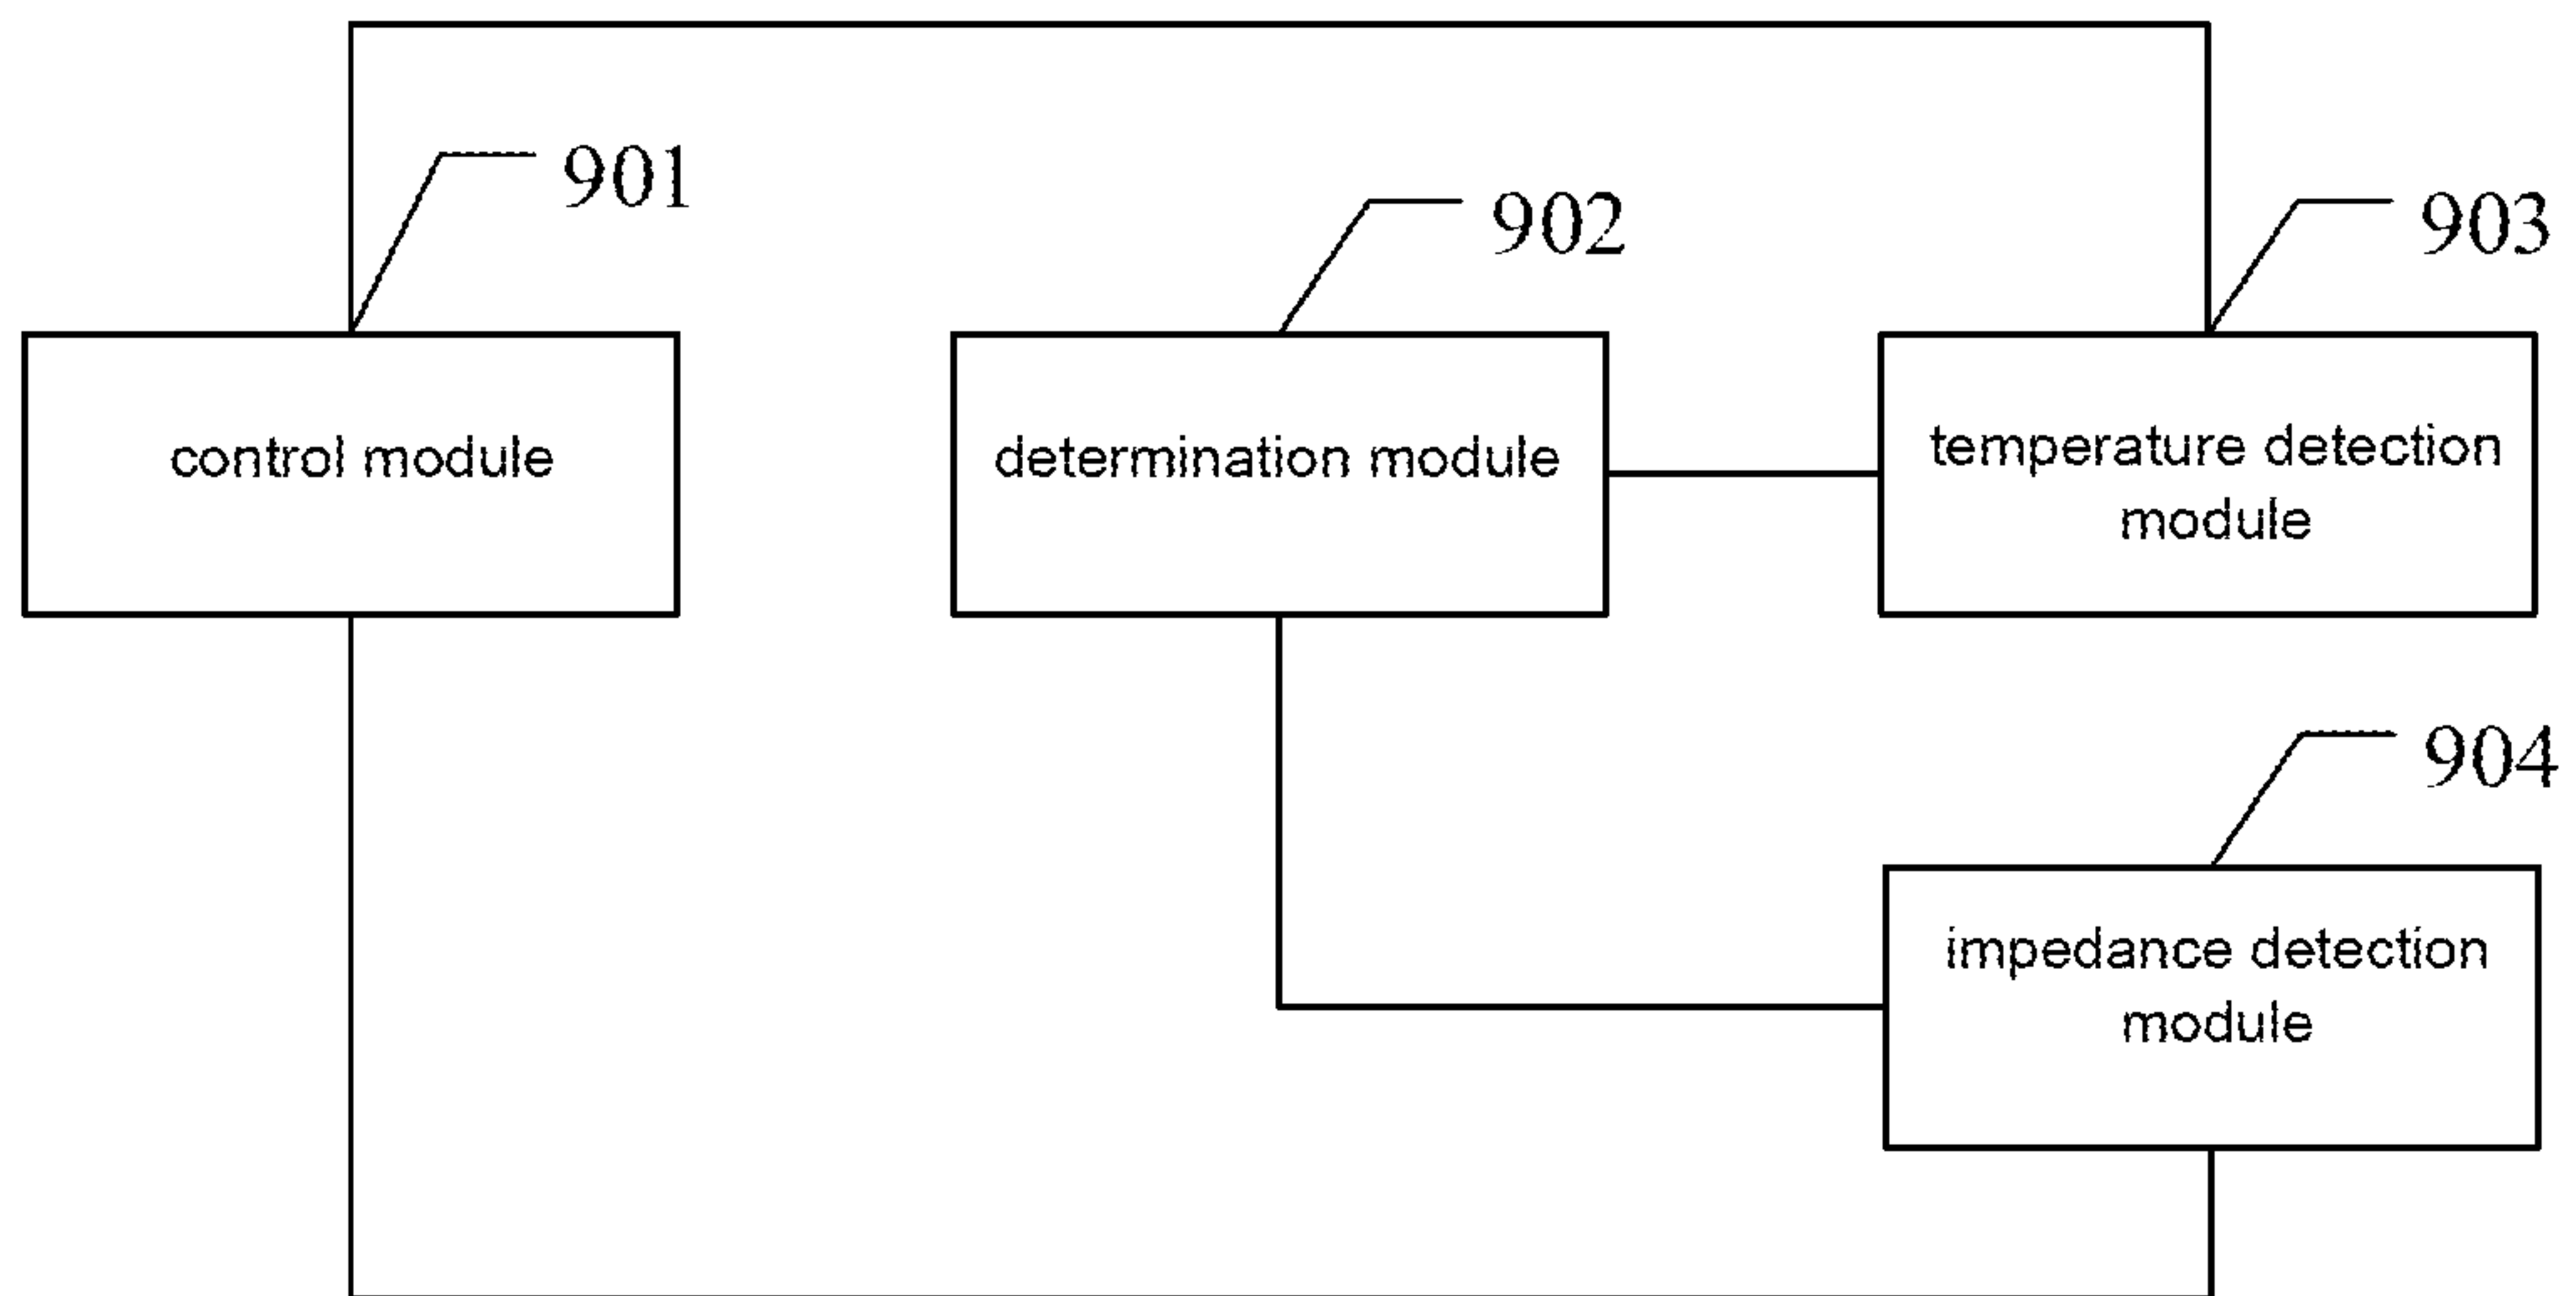 901
902
903
control module
determination module
temperature detection
module
904
impedance detection
module